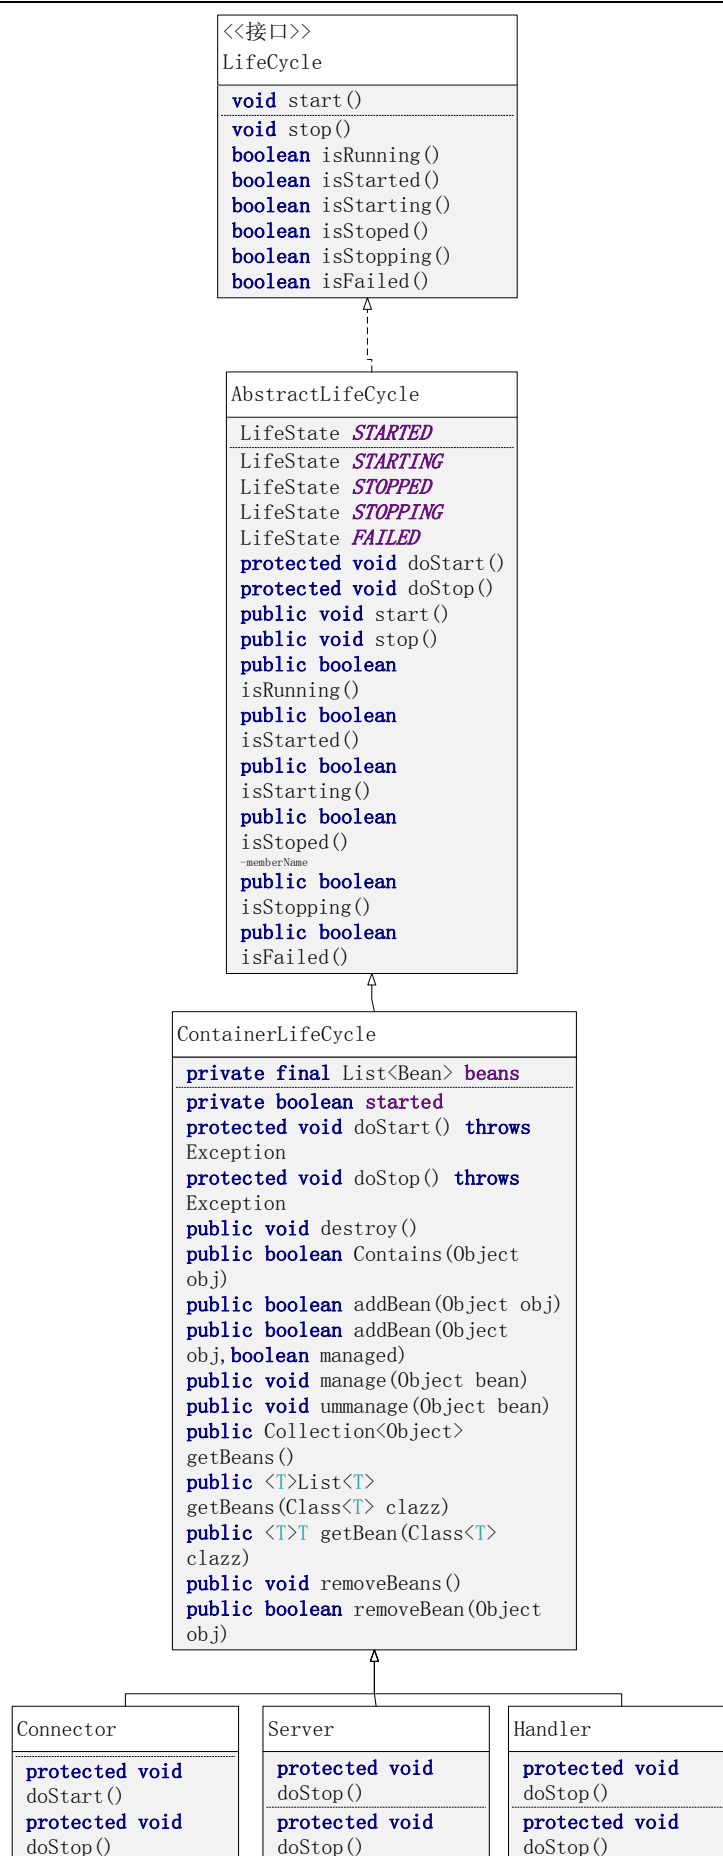 <<接口>>
LifeCycle
void start()
void stop()
boolean isRunning()
boolean isStarted()
boolean isStarting()
boolean isStoped()
boolean isStopping()
boolean isFailed()
AbstractLifeCycle
LifeState STARTED
LifeState STARTING
LifeState STOPPED
LifeState STOPPING
LifeState FAILED
protected void doStart()
protected void doStop()
public void start()
public void stop()
public boolean
isRunning()
public boolean
isStarted()
public boolean
isStarting()
public boolean
isStoped()
-memberName
public boolean
isStopping()
public boolean
isFailed()
ContainerLifeCycle
private final List<Bean> beans
private boolean started
protected void doStart() throws
Exception
protected void doStop() throws
Exception
public void destroy()
public boolean Contains(Object
obj)
public boolean addBean(Object obj)
public boolean addBean(Object
obj,boolean managed)
public void manage(Object bean)
public void ummanage(Object bean)
public Collection<Object>
getBeans()
public <T>List<T>
getBeans(Class<T> clazz)
public <T>T getBean(Class<T>
clazz)
public void removeBeans()
public boolean removeBean(Object
obj)
Connector
protected void
doStart()
protected void
doStop()
Server
protected void
doStop()
protected void
doStop()
Handler
protected void
doStop()
protected void
doStop()